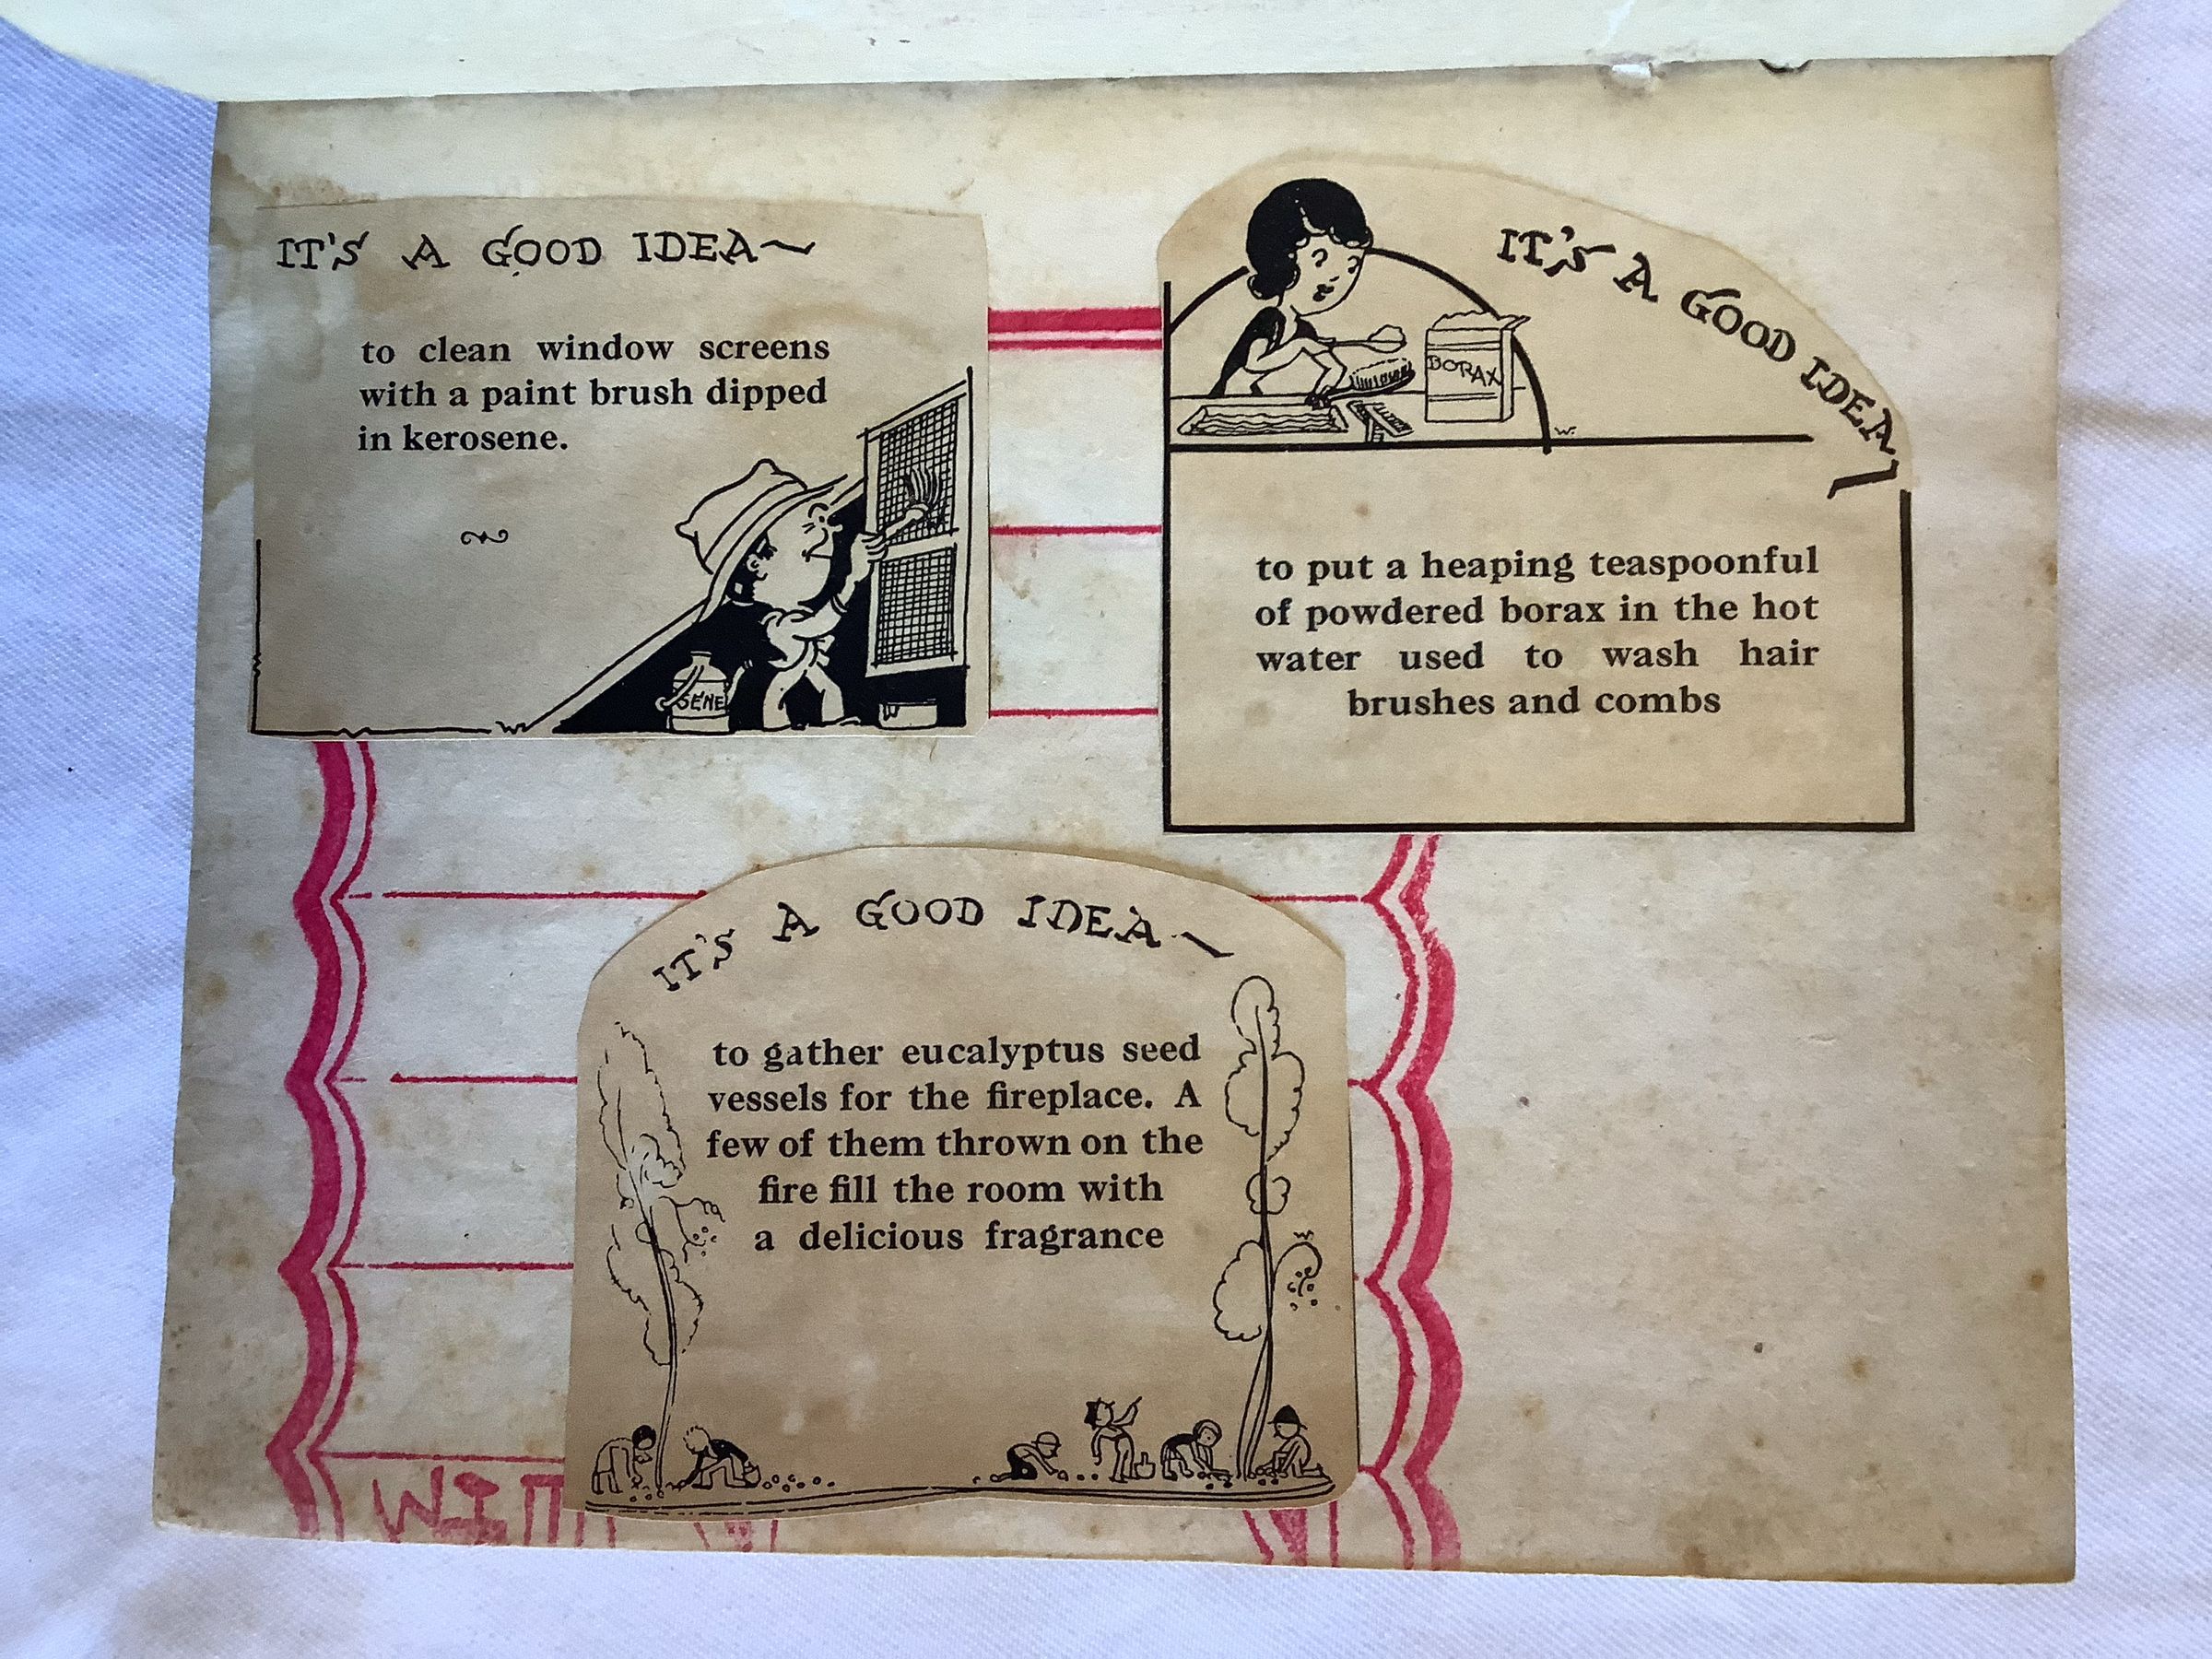 IT'S A GOOD IDEA~
to clean window screens
with a paint brush dipped
in kerosene.
SENE
W
IT'S A GOOD IDEA
BORAX
W.
to put a heaping teaspoonful
of powdered borax in the hot
water used to wash hair
brushes and combs
IT'S A GOOD IDEA~
to gather eucalyptus seed
vessels for the fireplace. A
few of them thrown on the
fire fill the room with
a delicious fragrance
W